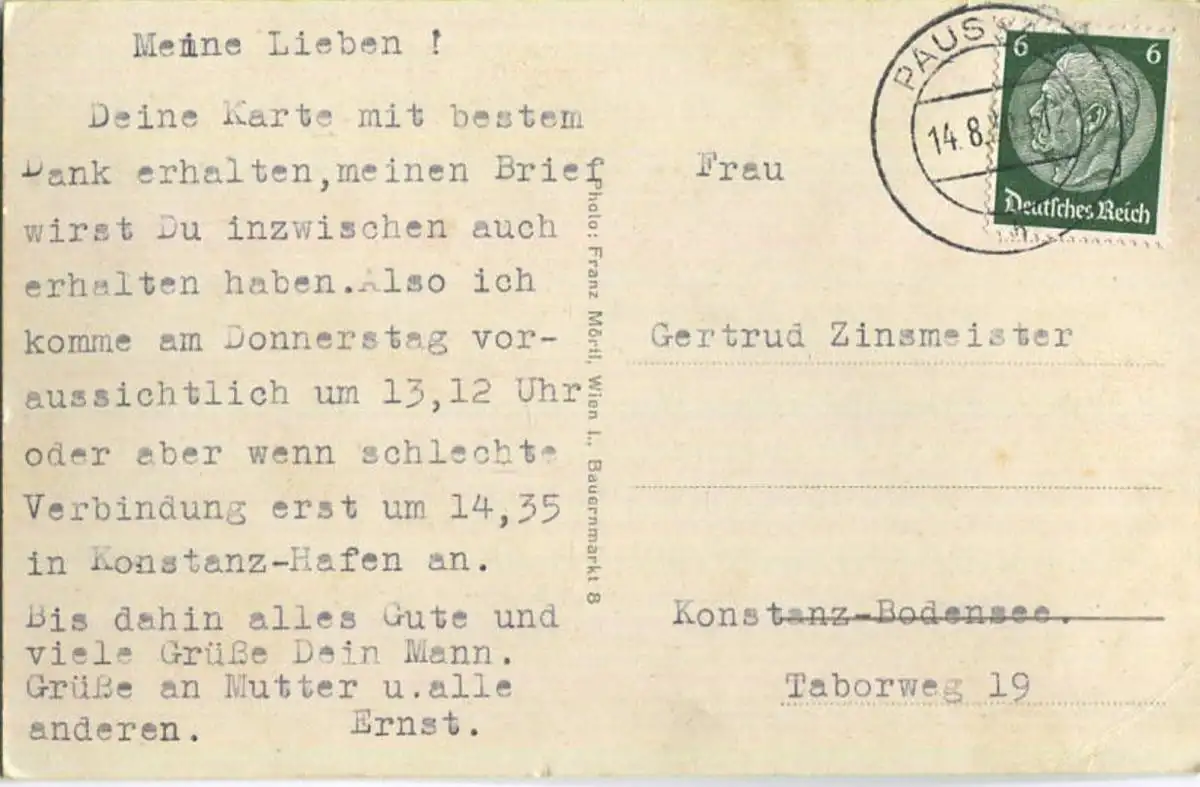 Meine Lieben !
Deine Karte mit bestem
Dank erhalten,meinen Brief
wirst Du inzwischen auch
erhalten haben.Also ich
komme am Donnerstag vor-
aussichtlich um 13,12 Uhr
oder aber wenn schlechte
Verbindung erst um 14,35
in Konstanz-Hafen an.
Bis dahin alles Gute und
viele Grüße Dein Mann.
Grüße an Mutter u.alle
anderen. Ernst.
Photo: Franz Mörtl, Wien I., Bauernmarkt 8
14.8.
6 6
Deutsches Reich
Frau
Gertrud Zinsmeister
Konstanz-Bodensee.
Taborweg 19